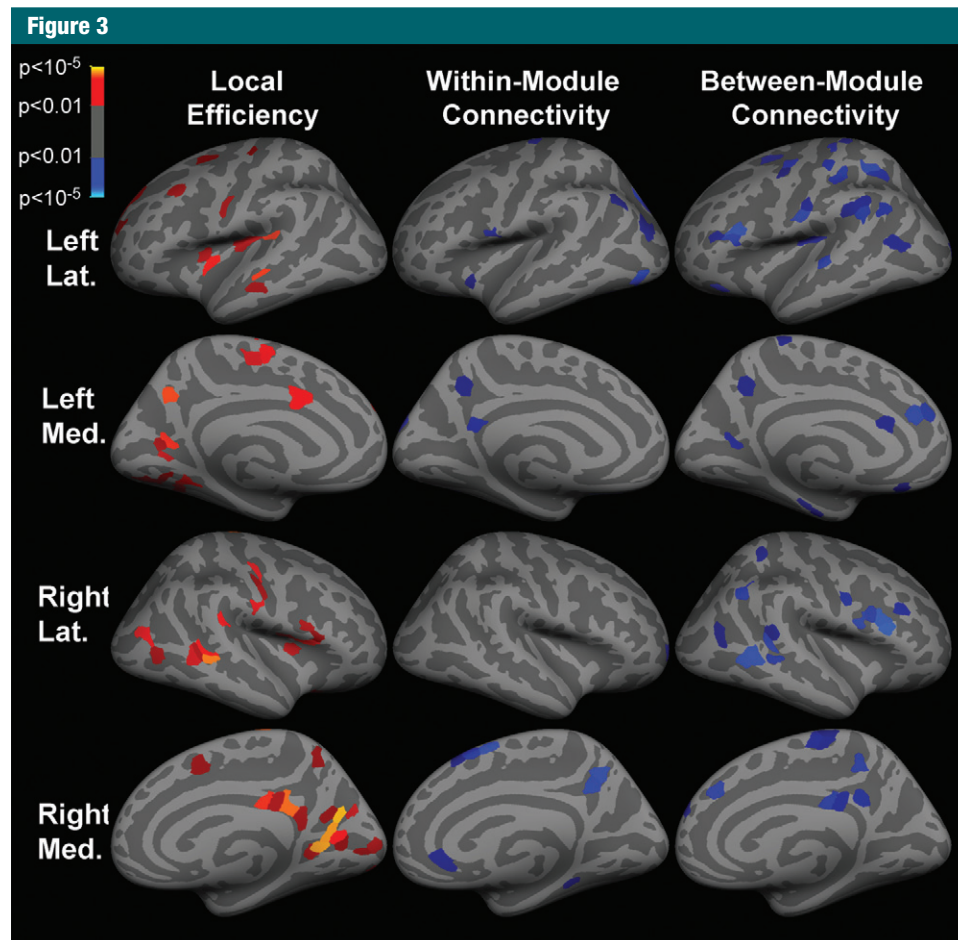 Figure 3
p<10-5
p<0.01
p<0.01
p<10-5
Local
Efficiency
Within-Module
Connectivity
Between-Module
Connectivity
Left
Lat.
Left
Med.
Right
Lat.
Right
Med.